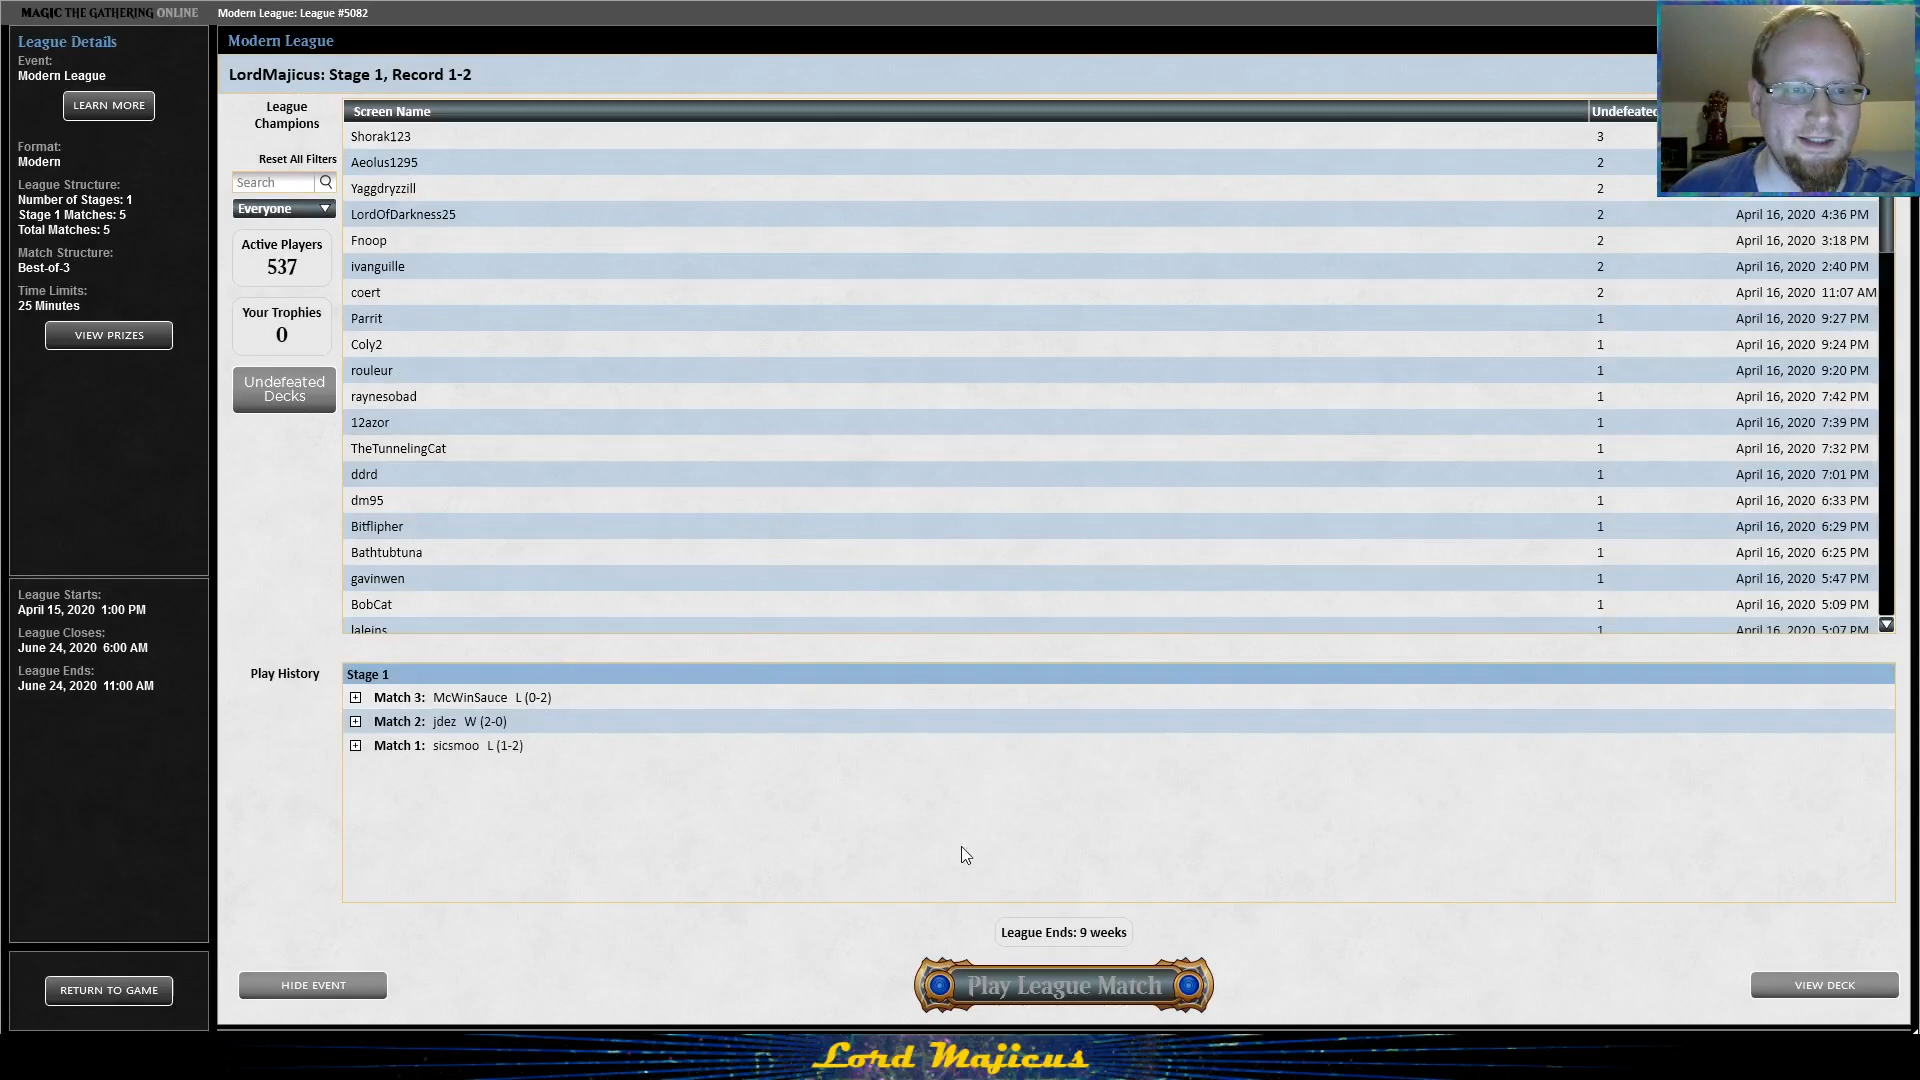 MAGIC THE GATHERING ONLINE
Modern League: League #5082
League Details
Event:
Modern League
LEARN MORE
Format:
Modern
League Structure:
Number of Stages: 1
Stage 1 Matches: 5
Total Matches: 5
Match Structure:
Best-of-3
Time Limits:
25 Minutes
VIEW PRIZES
League Starts:
April 15, 2020 1:00 PM
League Closes:
June 24, 2020 6:00 AM
League Ends:
June 24, 2020 11:00 AM
RETURN TO GAME
Modern League
LordMajicus: Stage 1, Record 1-2
League
Champions
Reset All Filters
Search
Everyone
Active Players
537
Your Trophies
0
Undefeated
Decks
Screen Name Undefeated
Shorak123 3
Aeolus1295 2
Yaggdryzzill 2
LordOfDarkness25 2 April 16, 2020 4:36 PM
Fnoop 2 April 16, 2020 3:18 PM
ivanguille 2 April 16, 2020 2:40 PM
coert 2 April 16, 2020 11:07 AM
Parrit 1 April 16, 2020 9:27 PM
Coly2 1 April 16, 2020 9:24 PM
rouleur 1 April 16, 2020 9:20 PM
raynesobad 1 April 16, 2020 7:42 PM
12azor 1 April 16, 2020 7:39 PM
TheTunnelingCat 1 April 16, 2020 7:32 PM
ddrd 1 April 16, 2020 7:01 PM
dm95 1 April 16, 2020 6:33 PM
Bitflipher 1 April 16, 2020 6:29 PM
Bathtubtuna 1 April 16, 2020 6:25 PM
gavinwen 1 April 16, 2020 5:47 PM
BobCat 1 April 16, 2020 5:09 PM
laleins 1 April 16, 2020 5:07 PM
Play History
Stage 1
Match 3: McWinSauce L (0-2)
Match 2: jdez W (2-0)
Match 1: sicsmoo L (1-2)
League Ends: 9 weeks
HIDE EVENT
Play League Match
VIEW DECK
Lord Majicus